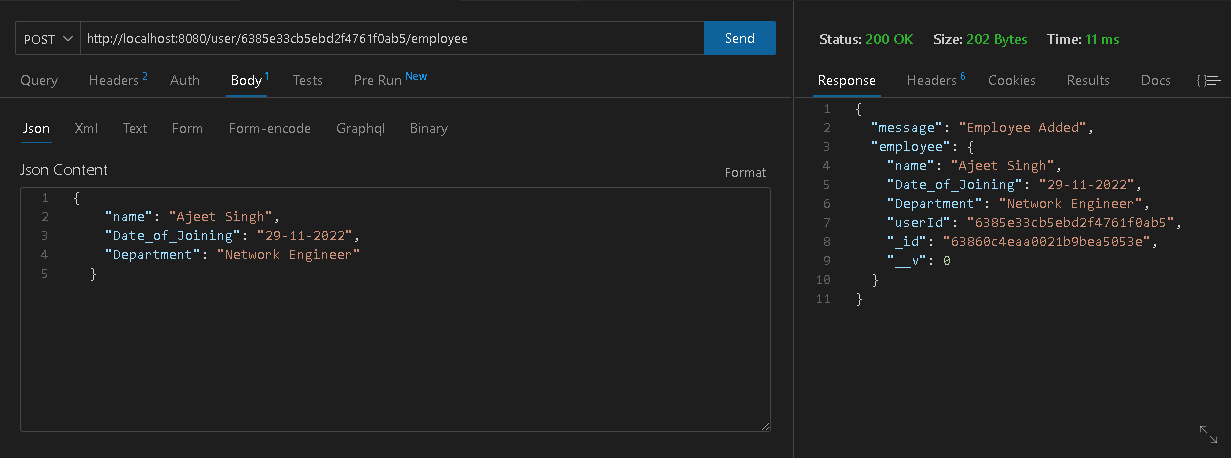 POST http://localhost:8080/user/6385e33cb5ebd2f4761f0ab5/employee Send
Query Headers 2 Auth Body 1 Tests Pre Run New
Json Xml Text Form Form-encode Graphql Binary
Json Content Format
1 {
2 "name": "Ajeet Singh",
3 "Date_of_Joining": "29-11-2022",
4 "Department": "Network Engineer"
5 }
Status: 200 OK Size: 202 Bytes Time: 11 ms
Response Headers 6 Cookies Results Docs {}
1 {
2 "message": "Employee Added",
3 "employee": {
4 "name": "Ajeet Singh",
5 "Date_of_Joining": "29-11-2022",
6 "Department": "Network Engineer",
7 "userId": "6385e33cb5ebd2f4761f0ab5",
8 "_id": "63860c4eaa0021b9bea5053e",
9 "__v": 0
10 }
11 }